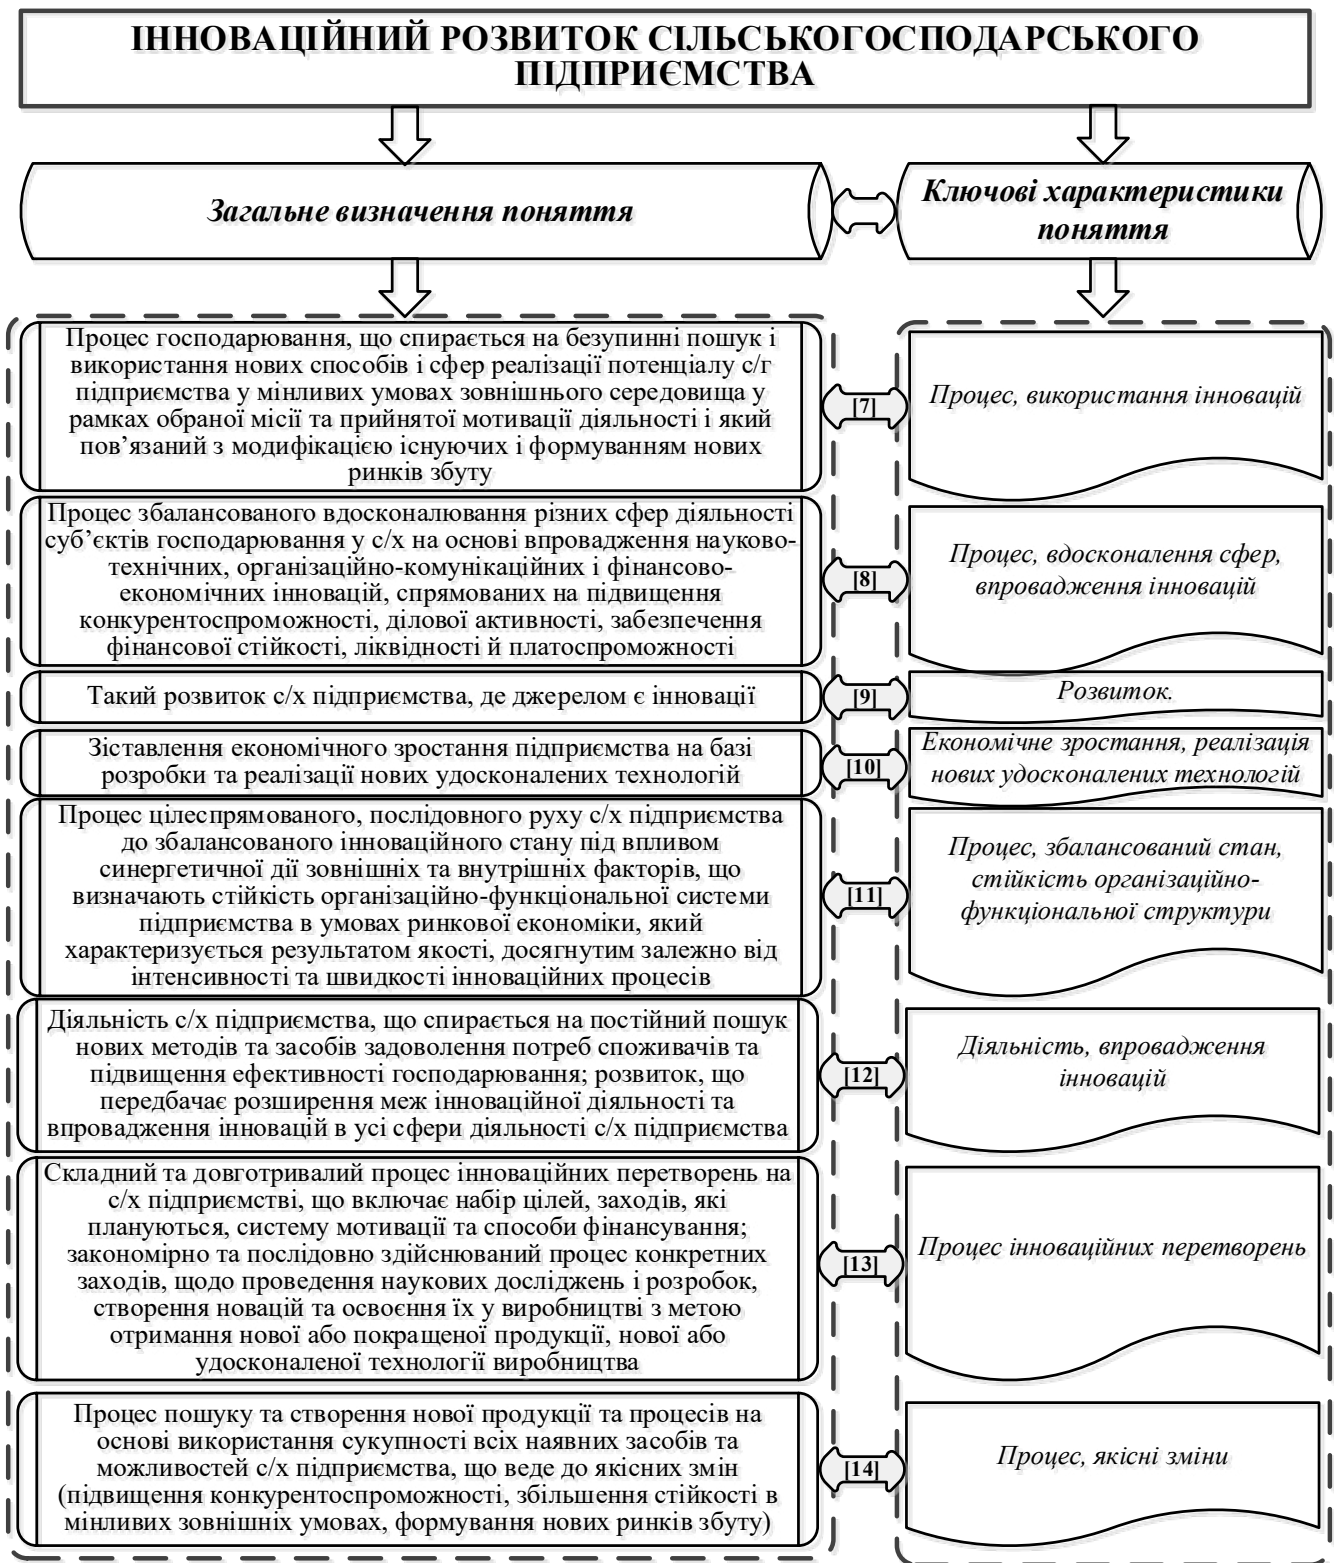 ІННОВАЦІЙНИЙ РОЗВИТОК СІЛЬСЬКОГОСПОДАРСЬКОГО
ПІДПРИЄМСТВА
Загальне визначення поняття
Ключові характеристики
поняття
Процес господарювання, що спирається на безупинні пошук і
використання нових способів і сфер реалізації потенціалу с/г
підприємства у мінливих умовах зовнішнього середовища у
рамках обраної місії та прийнятої мотивації діяльності і який
пов’язаний з модифікацією існуючих і формуванням нових
ринків збуту
[7]
Процес, використання інновацій
Процес збалансованого вдосконалювання різних сфер діяльності
суб’єктів господарювання у с/х на основі впровадження науково-
технічних, організаційно-комунікаційних і фінансово-
економічних інновацій, спрямованих на підвищення
конкурентоспроможності, ділової активності, забезпечення
фінансової стійкості, ліквідності й платоспроможності
[8]
Процес, вдосконалення сфер,
впровадження інновацій
Такий розвиток с/х підприємства, де джерелом є інновації
[9]
Розвиток.
Зіставлення економічного зростання підприємства на базі
розробки та реалізації нових удосконалених технологій
[10]
Економічне зростання, реалізація
нових удосконалених технологій
Процес цілеспрямованого, послідовного руху с/х підприємства
до збалансованого інноваційного стану під впливом
синергетичної дії зовнішніх та внутрішніх факторів, що
визначають стійкість організаційно-функціональної системи
підприємства в умовах ринкової економіки, який
характеризується результатом якості, досягнутим залежно від
інтенсивності та швидкості інноваційних процесів
[11]
Процес, збалансований стан,
стійкість організаційно-
функціональної структури
Діяльність с/х підприємства, що спирається на постійний пошук
нових методів та засобів задоволення потреб споживачів та
підвищення ефективності господарювання; розвиток, що
передбачає розширення меж інноваційної діяльності та
впровадження інновацій в усі сфери діяльності с/х підприємства
[12]
Діяльність, впровадження
інновацій
Складний та довготривалий процес інноваційних перетворень на
с/х підприємстві, що включає набір цілей, заходів, які
плануються, систему мотивації та способи фінансування;
закономірно та послідовно здійснюваний процес конкретних
заходів, щодо проведення наукових досліджень і розробок,
створення новацій та освоєння їх у виробництві з метою
отримання нової або покращеної продукції, нової або
удосконаленої технології виробництва
[13]
Процес інноваційних перетворень
Процес пошуку та створення нової продукції та процесів на
основі використання сукупності всіх наявних засобів та
можливостей с/х підприємства, що веде до якісних змін
(підвищення конкурентоспроможності, збільшення стійкості в
мінливих зовнішніх умовах, формування нових ринків збуту)
[14]
Процес, якісні зміни